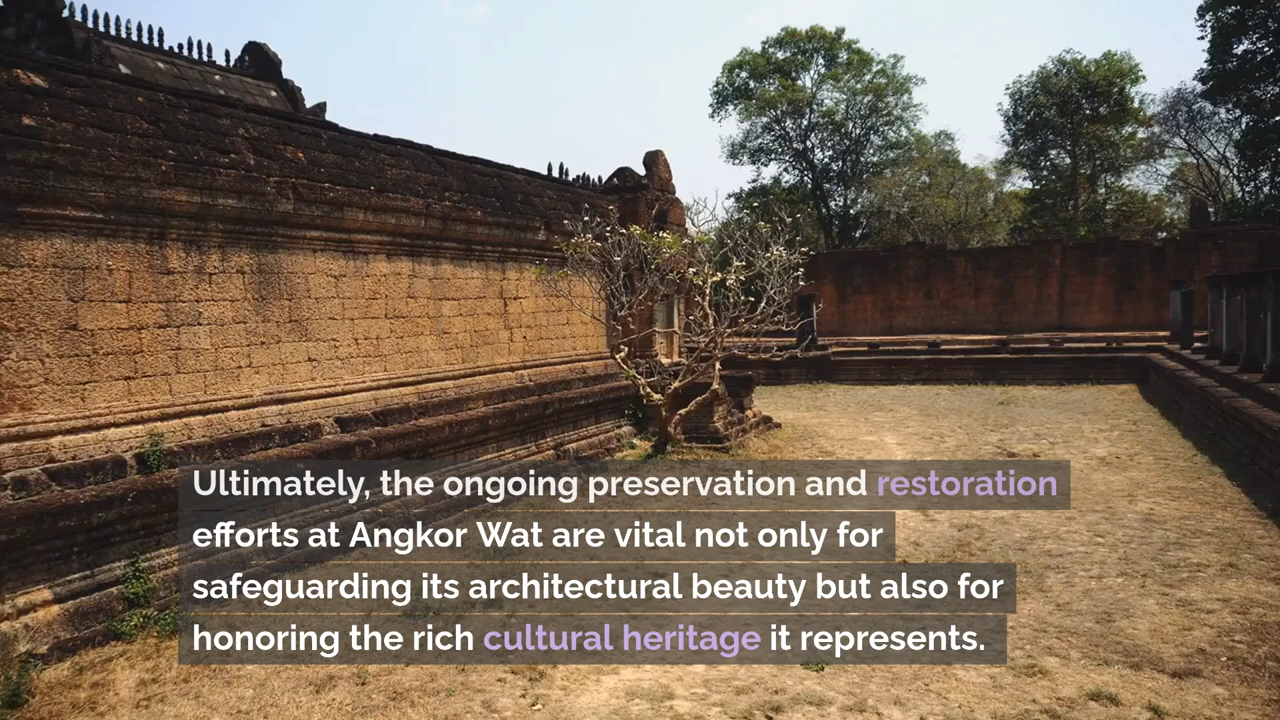 Ultimately, the ongoing preservation and restoration
efforts at Angkor Wat are vital not only for
safeguarding its architectural beauty but also for
honoring the rich cultural heritage it represents.